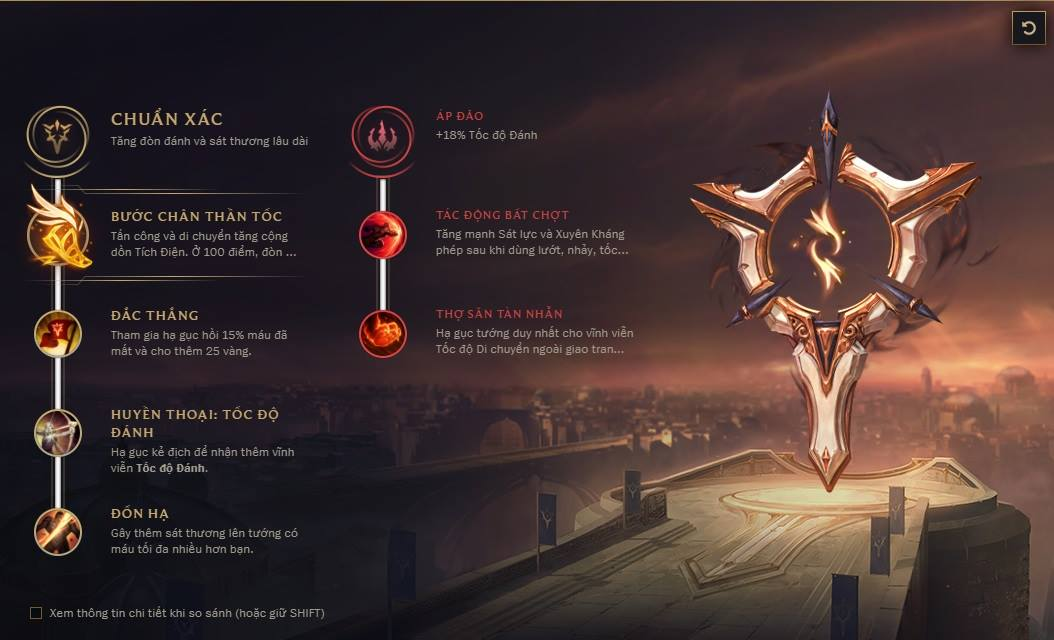 CHUẨN XÁC
Tăng đòn đánh và sát thương lâu dài
BƯỚC CHÂN THẦN TỐC
Tấn công và di chuyển tăng cộng
dồn Tích Điện. Ở 100 điểm, đòn ...
ĐẮC THẮNG
Tham gia hạ gục hồi 15% máu đã
mất và cho thêm 25 vàng.
HUYỀN THOẠI: TỐC ĐỘ
ĐÁNH
Hạ gục kẻ địch để nhận thêm vĩnh
viễn Tốc độ Đánh.
ĐỐN HẠ
Gây thêm sát thương lên tướng có
máu tối đa nhiều hơn bạn.
ÁP ĐẢO
+18% Tốc độ Đánh
TÁC ĐỘNG BẤT CHỢT
Tăng mạnh Sát lực và Xuyên Kháng
phép sau khi dùng lướt, nhảy, tốc...
THỢ SĂN TÀN NHẪN
Hạ gục tướng duy nhất cho vĩnh viễn
Tốc độ Di chuyển ngoài giao tran...
Xem thông tin chi tiết khi so sánh (hoặc giữ SHIFT)